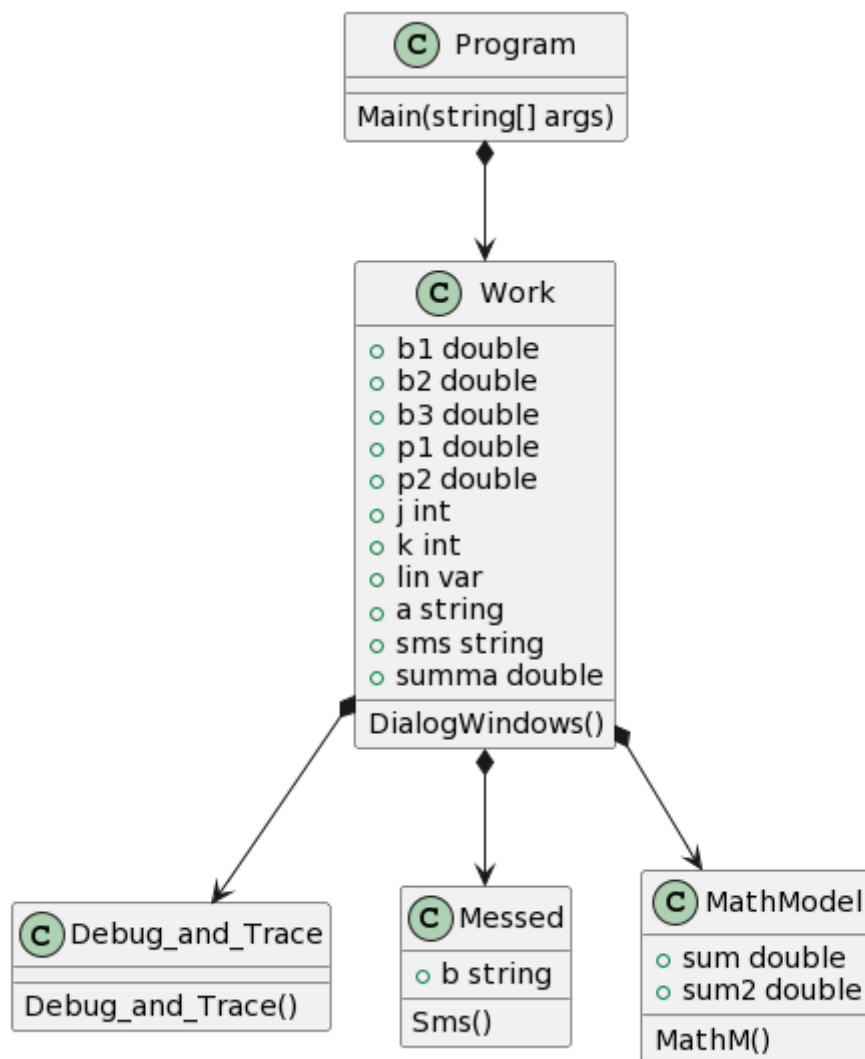 C Program
Main(string[] args)
C Work
b1 double
b2 double
b3 double
p1 double
p2 double
j int
k int
lin var
a string
sms string
summa double
DialogWindows()
C Debug_and_Trace
Debug_and_Trace()
C Messed
b string
Sms()
C MathModel
sum double
sum2 double
MathM()